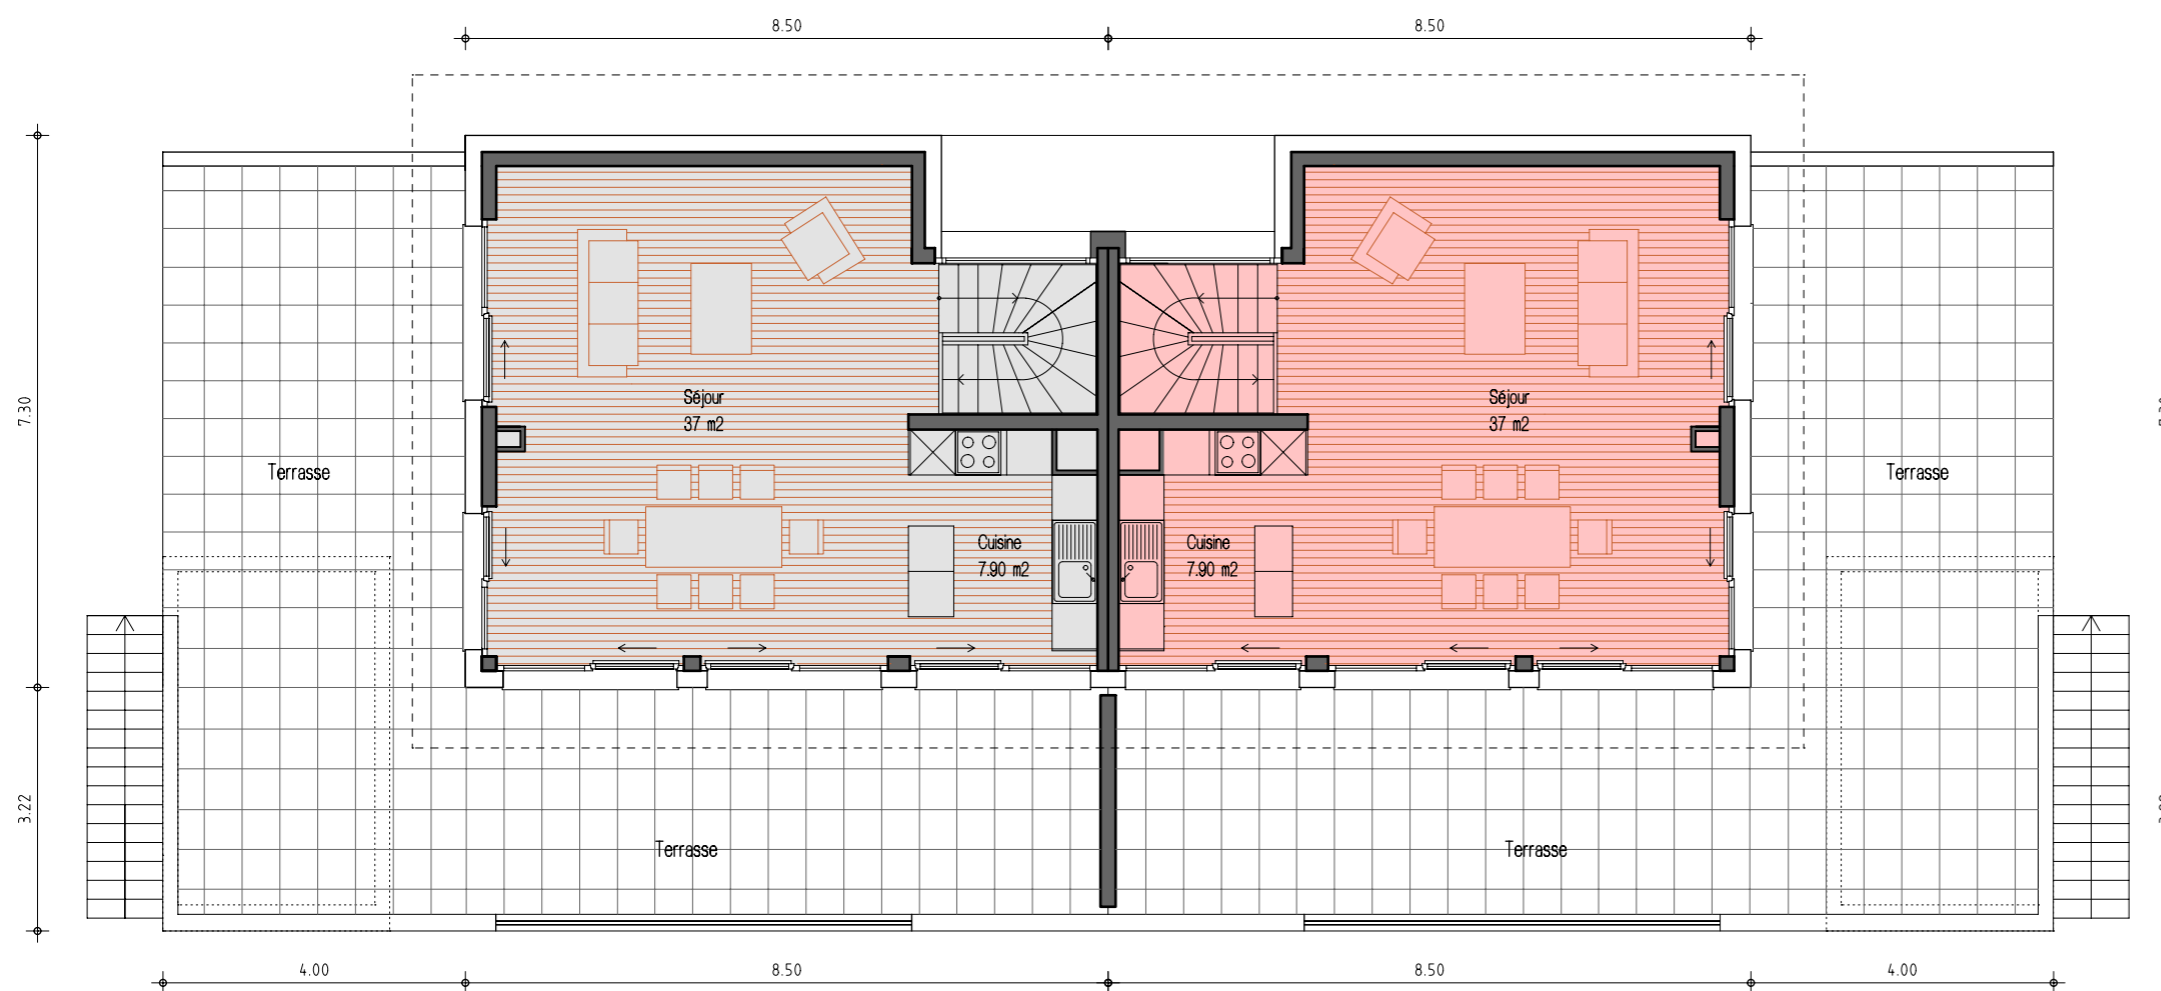 8.50 8.50
7.30
Séjour Séjour
37 m2 37 m2
Terrasse Terrasse
Cuisine Cuisine
7.90 m2 7.90 m2
3.22
Terrasse Terrasse
4.00 8.50 8.50 4.00